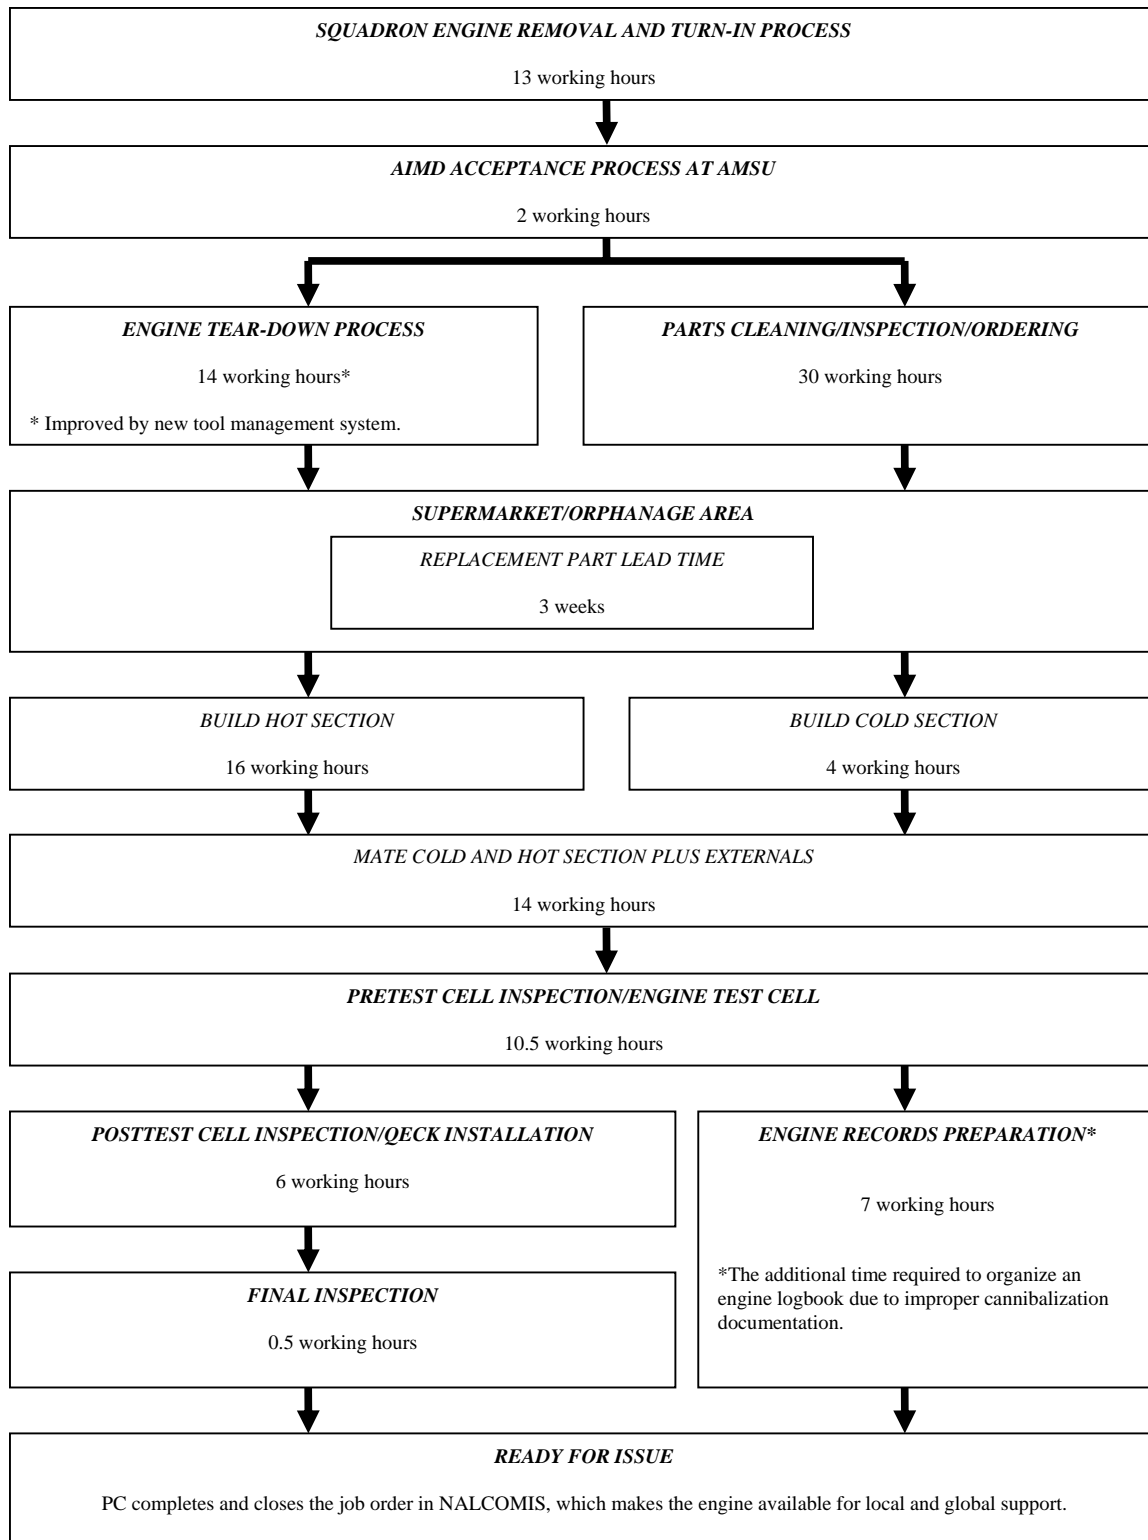 SQUADRON ENGINE REMOVAL AND TURN-IN PROCESS
13 working hours
AIMD ACCEPTANCE PROCESS AT AMSU
2 working hours
ENGINE TEAR-DOWN PROCESS
14 working hours*
* Improved by new tool management system.
PARTS CLEANING/INSPECTION/ORDERING
30 working hours
SUPERMARKET/ORPHANAGE AREA
REPLACEMENT PART LEAD TIME
3 weeks
BUILD HOT SECTION
16 working hours
BUILD COLD SECTION
4 working hours
MATE COLD AND HOT SECTION PLUS EXTERNALS
14 working hours
PRETEST CELL INSPECTION/ENGINE TEST CELL
10.5 working hours
POSTTEST CELL INSPECTION/QECK INSTALLATION
6 working hours
FINAL INSPECTION
0.5 working hours
ENGINE RECORDS PREPARATION*
7 working hours
*The additional time required to organize an
engine logbook due to improper cannibalization
documentation.
READY FOR ISSUE
PC completes and closes the job order in NALCOMIS, which makes the engine available for local and global support.